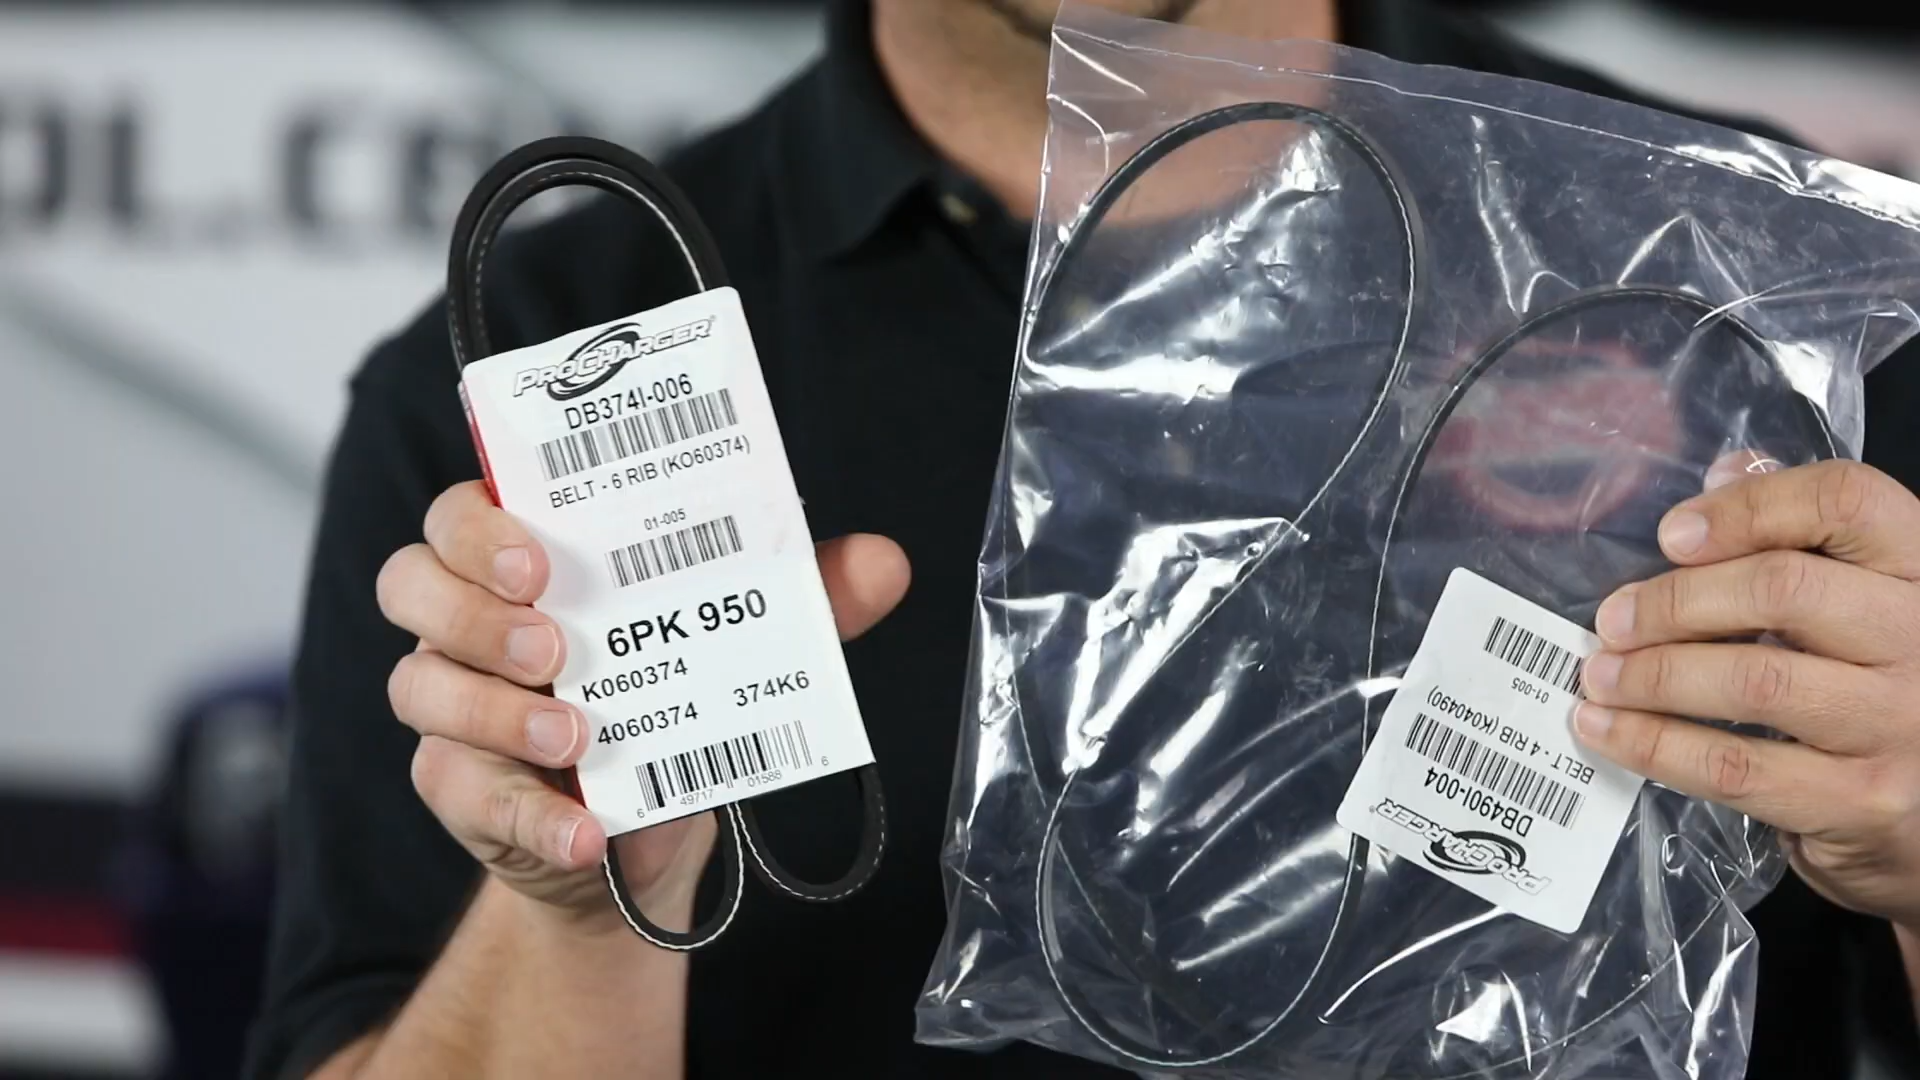 PROCHARGER®
DB374I-006
BELT - 6 RIB (KO60374)
01-005
6PK 950
K060374
4060374 374K6
6 49717 01588 6
PROCHARGER®
DB490I-004
BELT - 4 RIB (K040490)
01-005